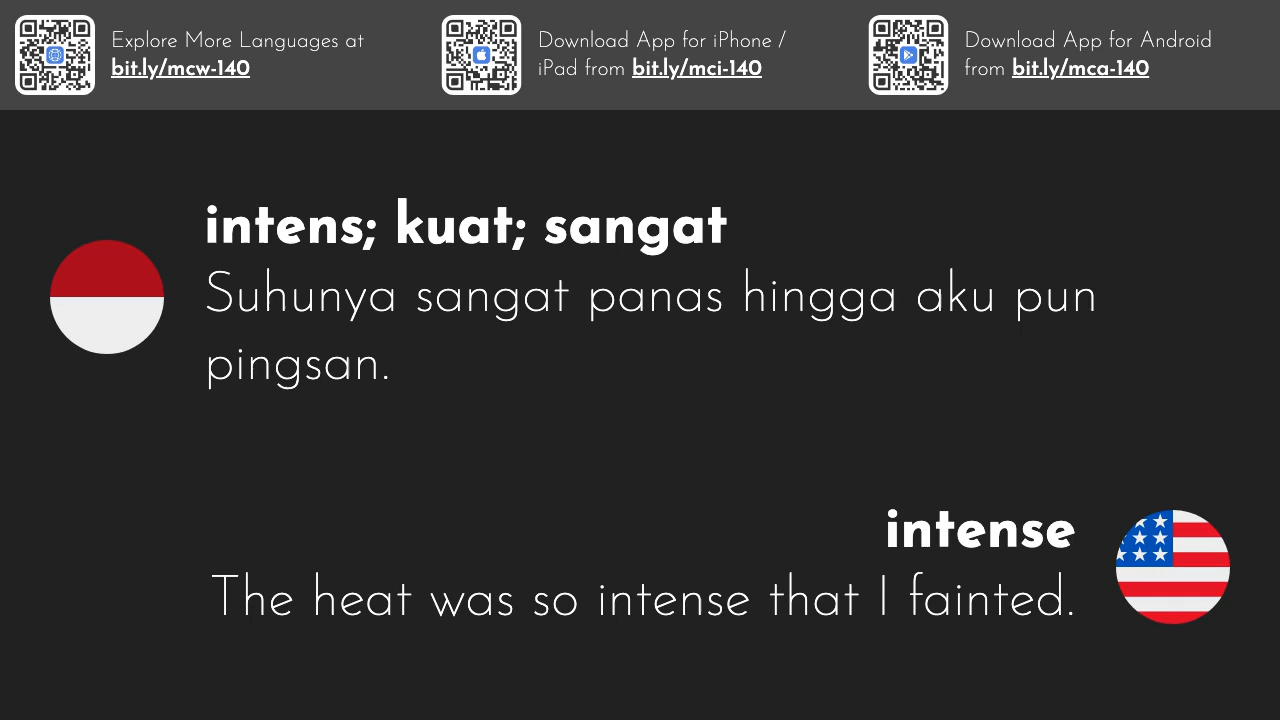 Explore More Languages at
bit.ly/mcw-140
Download App for iPhone /
iPad from bit.ly/mci-140
Download App for Android
from bit.ly/mca-140
intens; kuat; sangat
Suhunya sangat panas hingga aku pun
pingsan.
intense
The heat was so intense that I fainted.